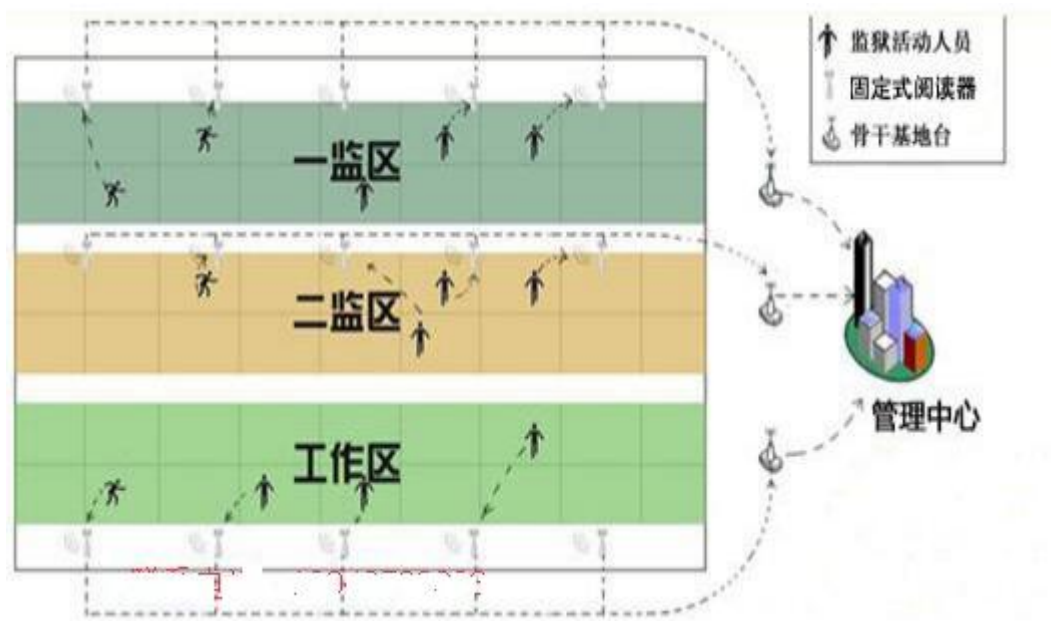 监狱活动人员
固定式阅读器
骨干基地台
一监区
二监区
管理中心
工作区